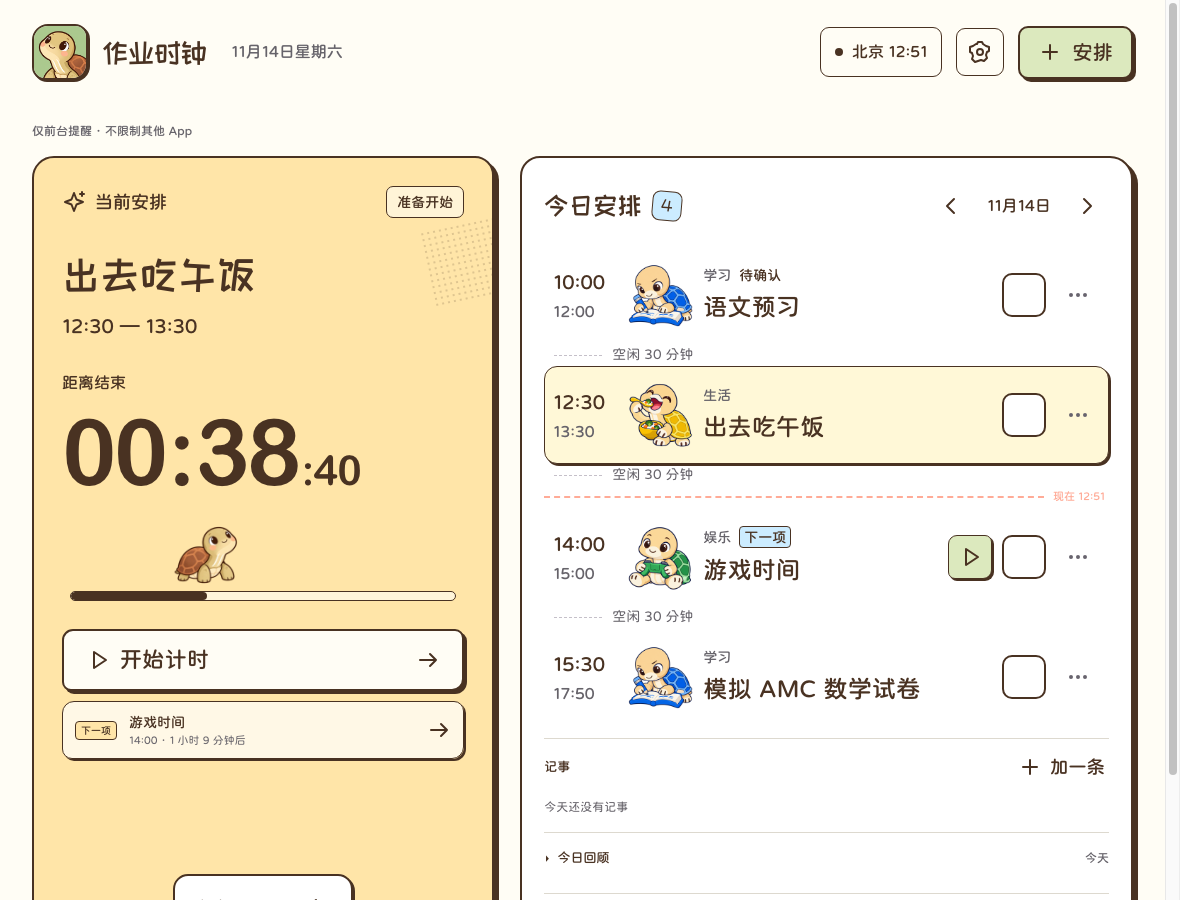 作业时钟
11月14日星期六
北京 12:51
安排
仅前台提醒 · 不限制其他 App
当前安排
准备开始
出去吃午饭
12:30 — 13:30
距离结束
00:38:40
开始计时
下一项
游戏时间
14:00 · 1 小时 9 分钟后
今日安排 4
11月14日
10:00
12:00
学习 待确认
语文预习
空闲 30 分钟
12:30
13:30
生活
出去吃午饭
空闲 30 分钟
现在 12:51
14:00
15:00
娱乐 下一项
游戏时间
空闲 30 分钟
15:30
17:50
学习
模拟 AMC 数学试卷
记事
加一条
今天还没有记事
今日回顾
今天